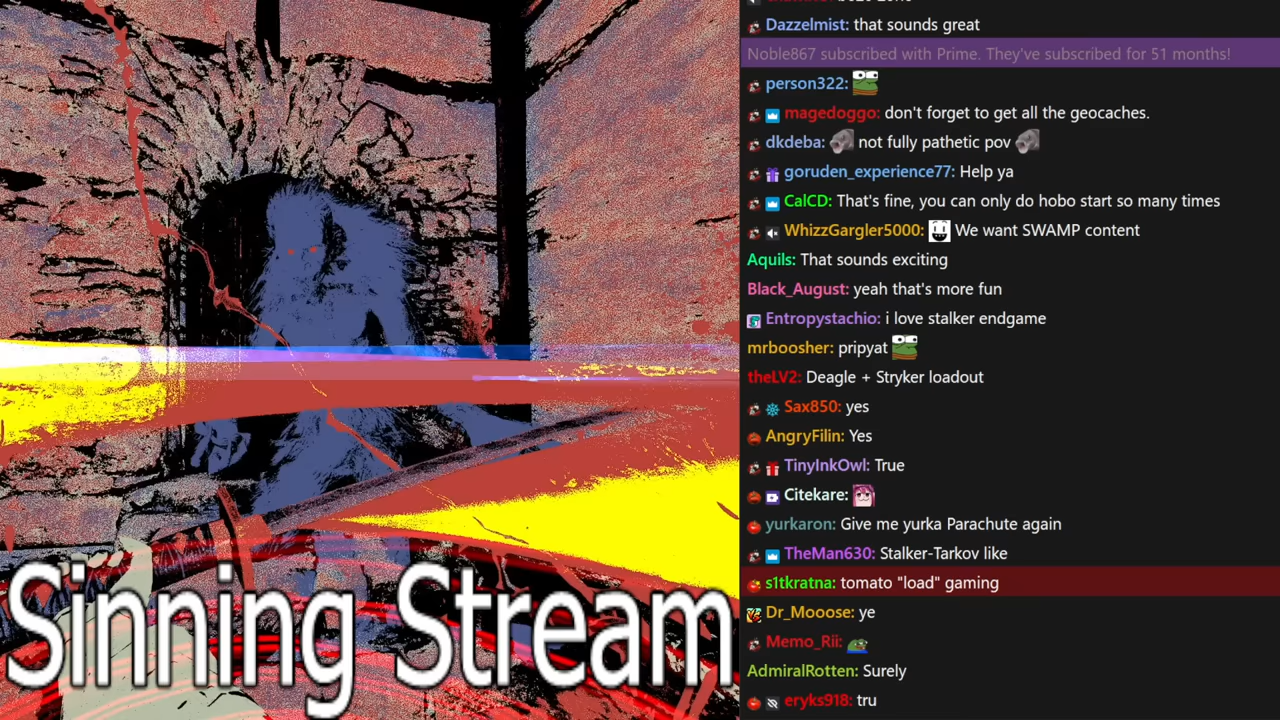 Dazzelmist: that sounds great
Noble867 subscribed with Prime. They've subscribed for 51 months!
person322:
magedoggo: don't forget to get all the geocaches.
dkdeba: not fully pathetic pov
goruden_experience77: Help ya
CalCD: That's fine, you can only do hobo start so many times
WhizzGargler5000: We want SWAMP content
Aquils: That sounds exciting
Black_August: yeah that's more fun
Entropystachio: i love stalker endgame
mrboosher: pripyat
theLV2: Deagle + Stryker loadout
Sax850: yes
AngryFilin: Yes
TinyInkOwl: True
Citekare:
yurkaron: Give me yurka Parachute again
TheMan630: Stalker-Tarkov like
s1tkratna: tomato "load" gaming
Dr_Mooose: ye
Memo_Rii:
AdmiralRotten: Surely
eryks918: tru
Sinning Stream